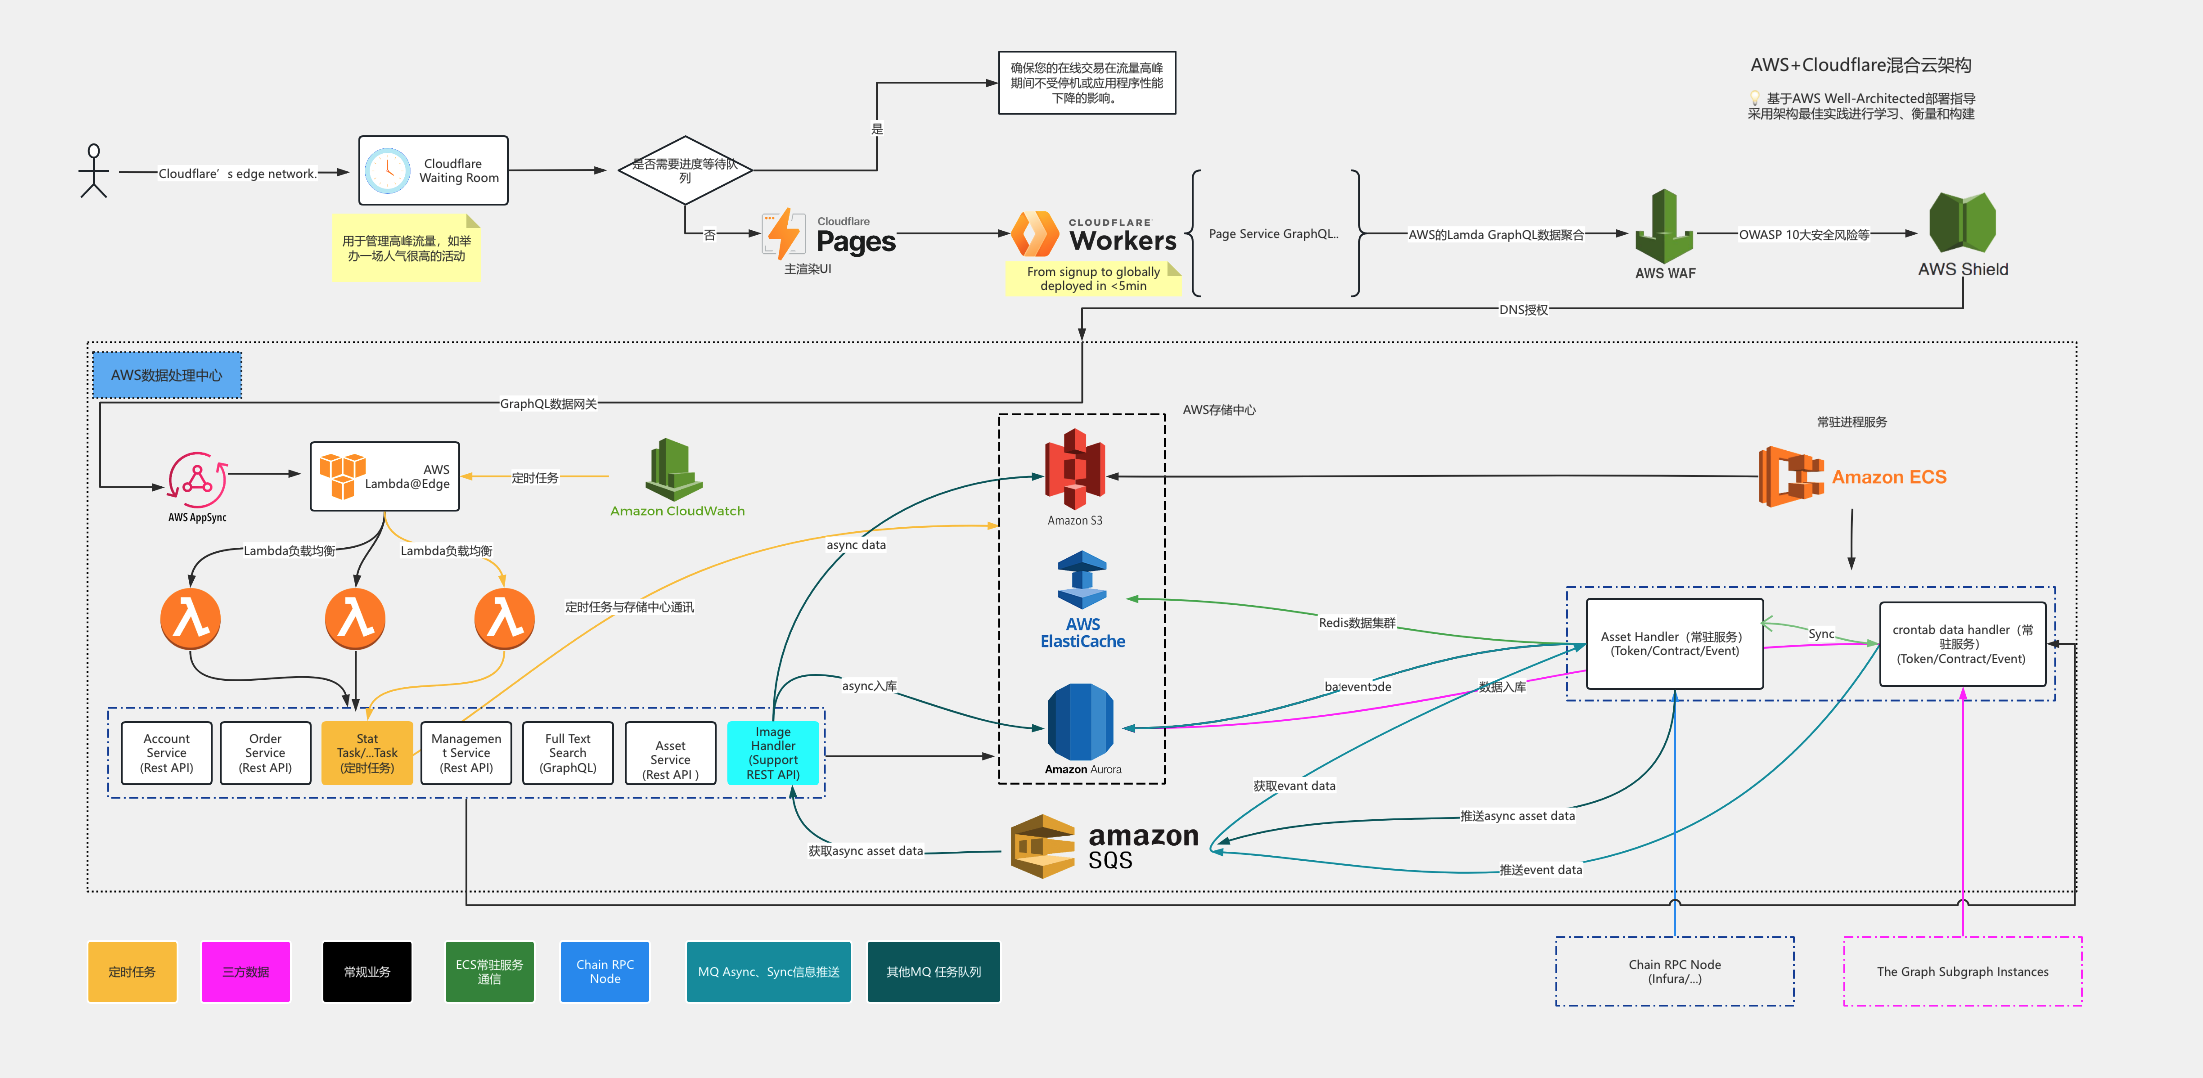 AWS+Cloudflare混合云架构
💡 基于AWS Well-Architected部署指导
采用架构最佳实践进行学习、衡量和构建
确保您的在线交易在流量高峰
期间不受停机或应用程序性能
下降的影响。
是
Cloudflare’s edge network.
Cloudflare
Waiting Room
是否需要进度等待队
列
用于管理高峰流量，如举
办一场人气很高的活动
否
Cloudflare
Pages
主渲染UI
CLOUDFLARE
Workers
From signup to globally
deployed in <5min
Page Service GraphQL..
AWS的Lamda GraphQL数据聚合
AWS WAF
OWASP 10大安全风险等
AWS Shield
DNS授权
AWS数据处理中心
GraphQL数据网关
AWS存储中心
常驻进程服务
AWS AppSync
AWS
Lambda@Edge
定时任务
Amazon CloudWatch
Amazon S3
Amazon ECS
Lambda负载均衡
Lambda负载均衡
async data
定时任务与存储中心通讯
AWS
ElastiCache
Redis数据集群
Asset Handler（常驻服务）
(Token/Contract/Event)
Sync
crontab data handler（常
驻服务）
(Token/Contract/Event)
async入库
数据入库
Amazon Aurora
Account
Service
(Rest API)
Order
Service
(Rest API)
Stat
Task/...Task
(定时任务)
Managemen
t Service
(Rest API)
Full Text
Search
(GraphQL)
Asset
Service
(Rest API )
Image
Handler
(Support
REST API)
获取evant data
推送async asset data
获取async asset data
amazon
SQS
推送event data
定时任务
三方数据
常规业务
ECS常驻服务
通信
Chain RPC
Node
MQ Async、Sync信息推送
其他MQ 任务队列
Chain RPC Node
(Infura/...)
The Graph Subgraph Instances